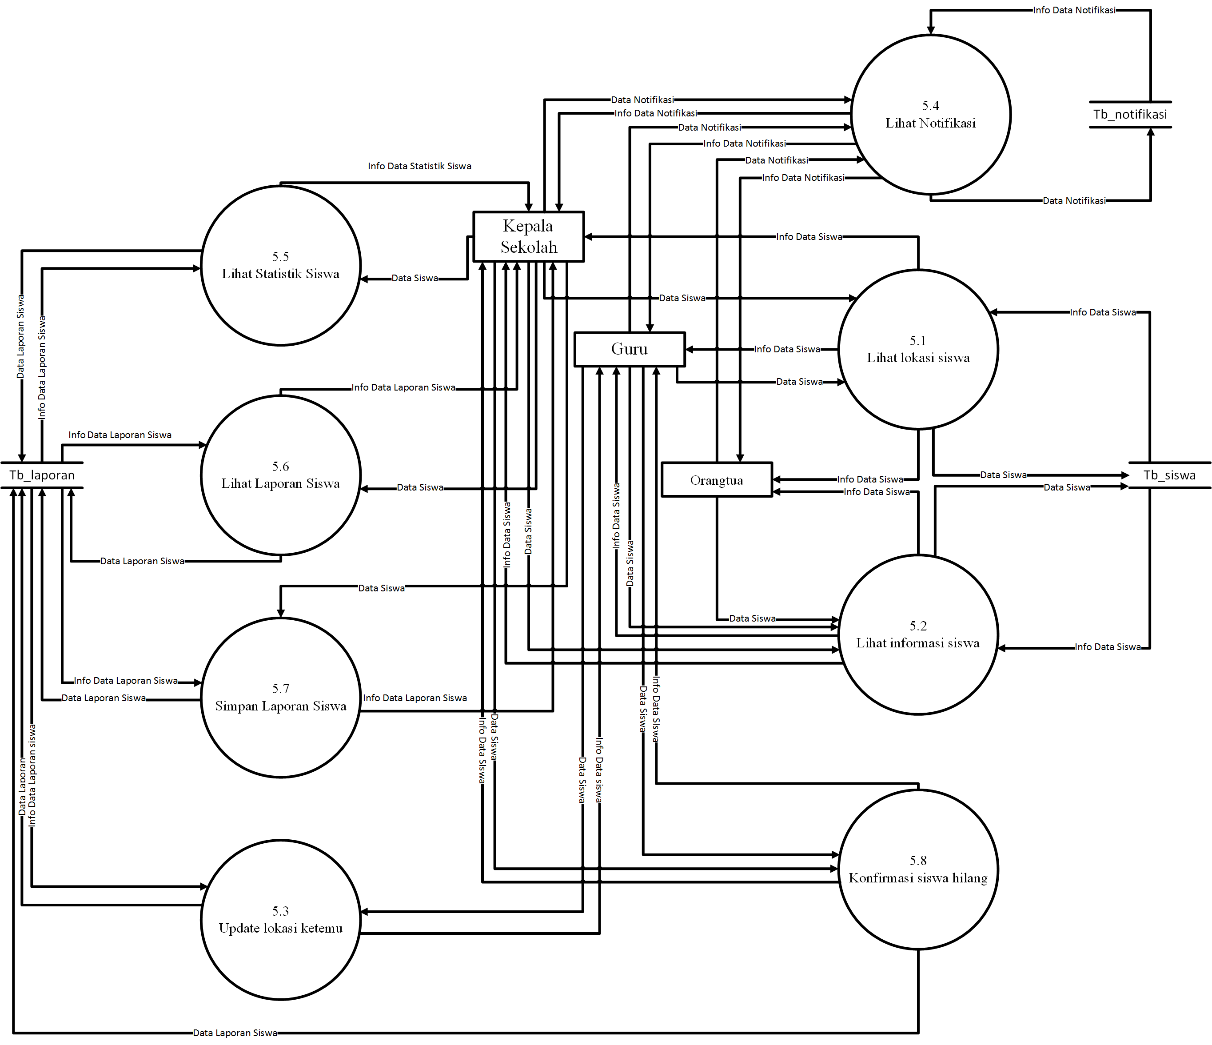 Info Data Notifikasi
5.4
Lihat Notifikasi
Tb_notifikasi
Data Notifikasi
Info Data Notifikasi
Data Notifikasi
Info Data Notifikasi
Data Notifikasi
Info Data Notifikasi
Data Notifikasi
Info Data Statistik Siswa
Kepala
Sekolah
5.5
Lihat Statistik Siswa
Data Siswa
Info Data Siswa
Data Siswa
Data Laporan Siswa
Info Data Laporan Siswa
Guru
Info Data Siswa
Data Siswa
5.1
Lihat lokasi siswa
Info Data Siswa
Info Data Laporan Siswa
Info Data Laporan Siswa
5.6
Lihat Laporan Siswa
Tb_laporan
Data Siswa
Data Laporan Siswa
Orangtua
Info Data Siswa
Info Data Siswa
Data Siswa
Data Siswa
Tb_siswa
Info Data Siswa
Data Siswa
Info Data Siswa
Data Siswa
Data Siswa
Data Siswa
5.2
Lihat informasi siswa
Info Data Siswa
5.7
Simpan Laporan Siswa
Info Data Laporan Siswa
Data Laporan Siswa
Info Data Laporan Siswa
Info Data SIswa
Data SIswa
Data SIswa
Info Data SIswa
Data Siswa
Info Data siswa
Data Laporan
Info Data Laporan siswa
5.3
Update lokasi ketemu
5.8
Konfirmasi siswa hilang
Data Laporan Siswa